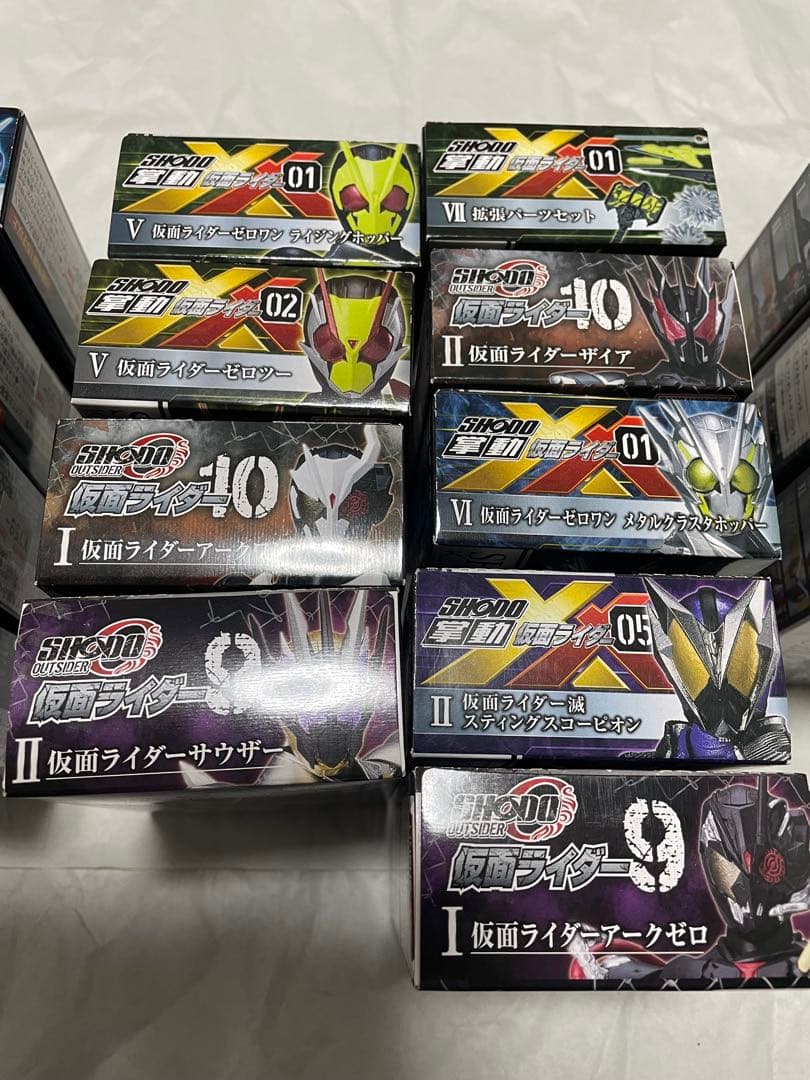 SHODO
掌動 XX 仮面ライダー 01
V 仮面ライダーゼロワン ライジングホッパー
SHODO
掌動 XX 仮面ライダー 02
V 仮面ライダーゼロツー
SHODO
OUTSIDER
仮面ライダー 10
I 仮面ライダーアーク
SHODO
OUTSIDER
仮面ライダー 8
II 仮面ライダーサウザー
SHODO
掌動 XX 仮面ライダー 01
VII 拡張パーツセット
SHODO
OUTSIDER
仮面ライダー 10
II 仮面ライダーザイア
SHODO
掌動 XX 仮面ライダー 01
VI 仮面ライダーゼロワン メタルクラスタホッパー
SHODO
掌動 XX 仮面ライダー 05
II 仮面ライダー滅
スティングスコーピオン
SHODO
OUTSIDER
仮面ライダー 9
I 仮面ライダーアークゼロ